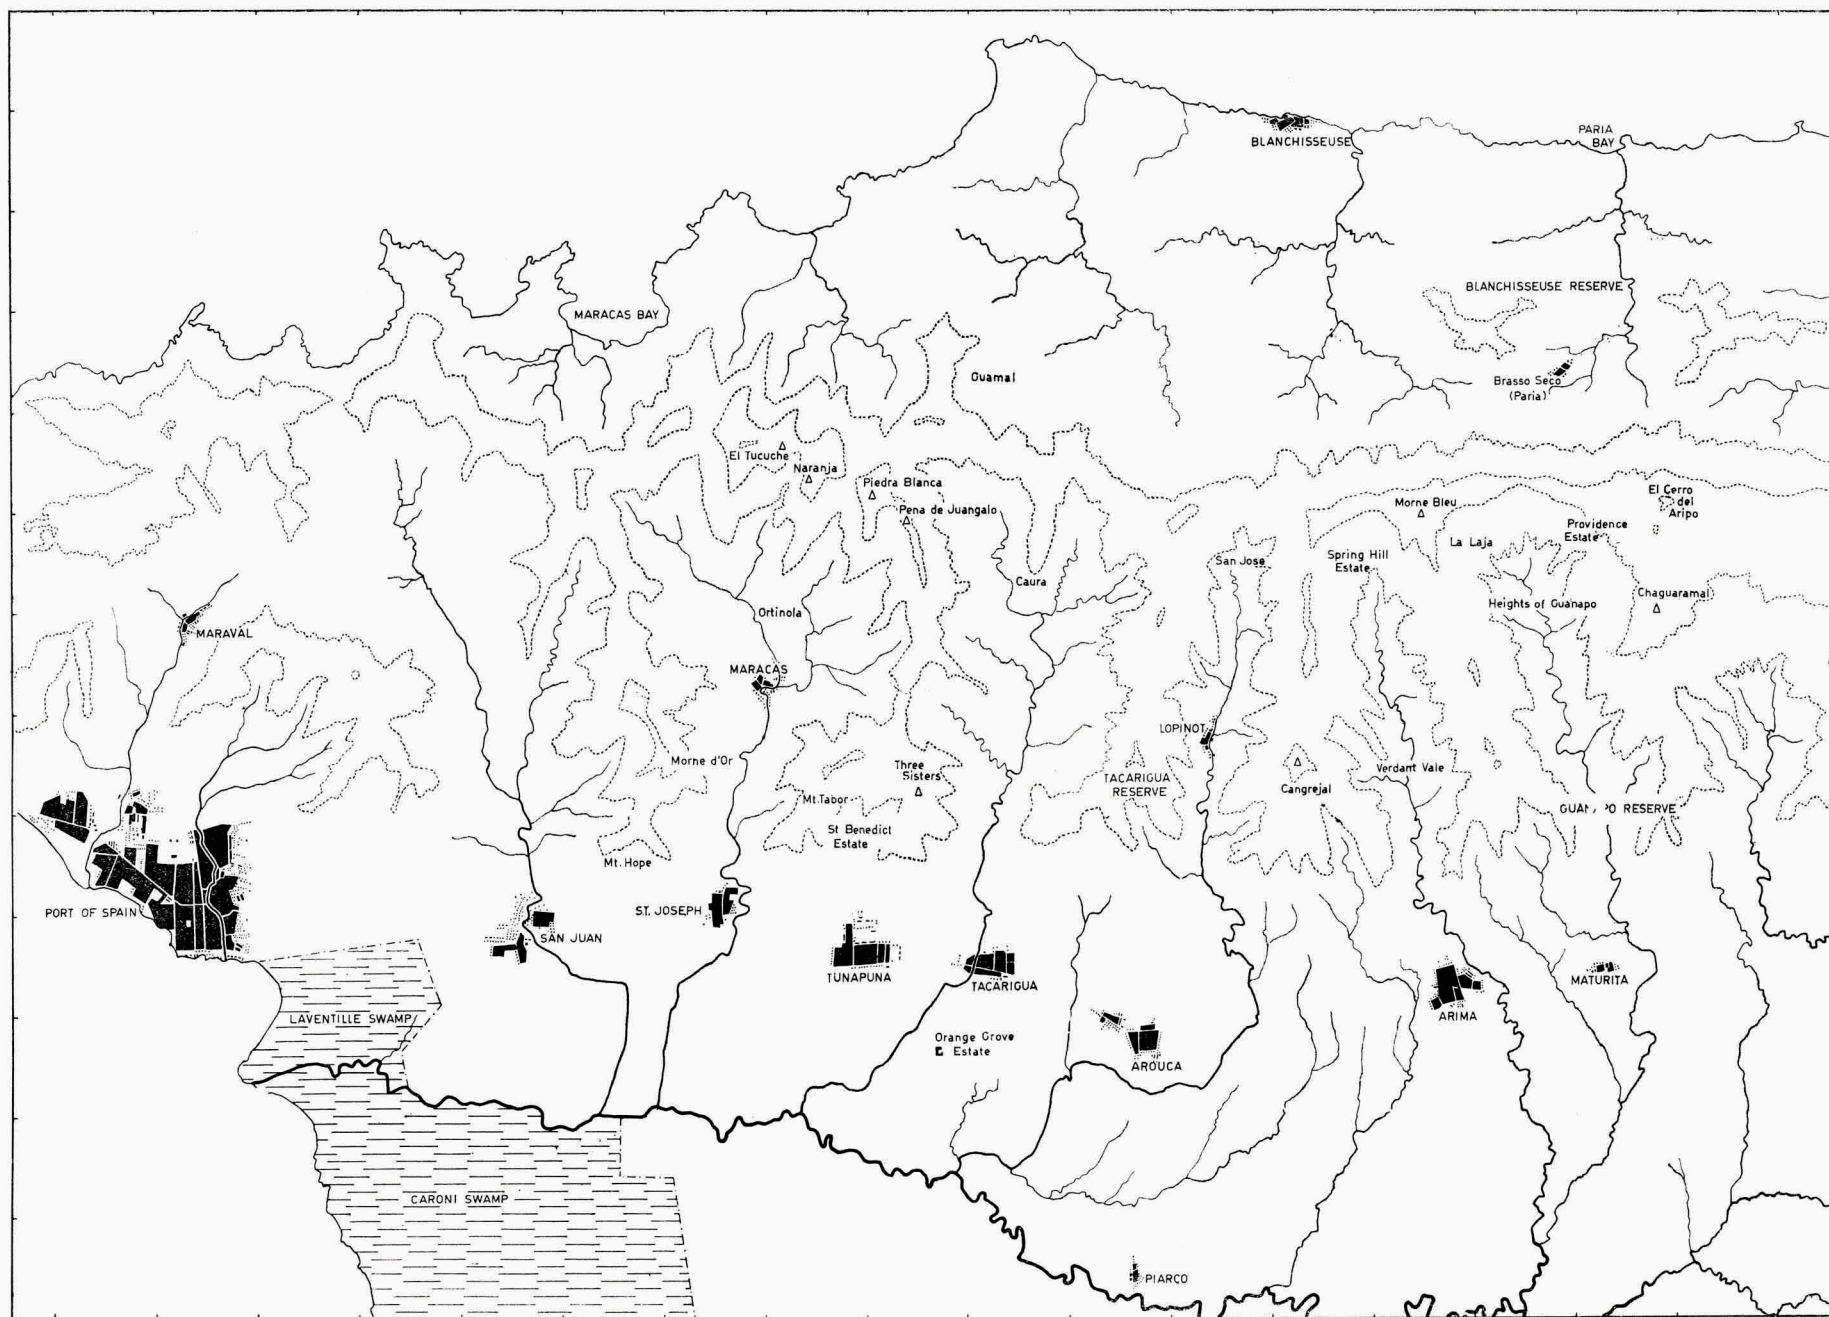 BLANCHISSEUSE
PARIA
BAY
BLANCHISSEUSE RESERVE
MARACAS BAY
Guamal
Brasso Seco
(Paria)
El Tucuche
Naranja
Piedra Blanca
Pena de Juangalo
Morne Bleu
El Cerro
del
Aripo
Providence
Estate
La Laja
San Jose
Spring Hill
Estate
Caura
Heights of Guanapo
Chaguaramal
Ortinola
MARAVAL
MARACAS
LOPINOT
Morne d'Or
Three
Sisters
TACARIGUA
RESERVE
Verdant Vale
Cangrejal
Mt. Tabor
GUAN PO RESERVE
St Benedict
Estate
Mt. Hope
PORT OF SPAIN
ST. JOSEPH
SAN JUAN
TUNAPUNA
TACARIGUA
MATURITA
ARIMA
LAVENTILLE SWAMP
Orange Grove
Estate
AROUCA
CARONI SWAMP
PIARCO